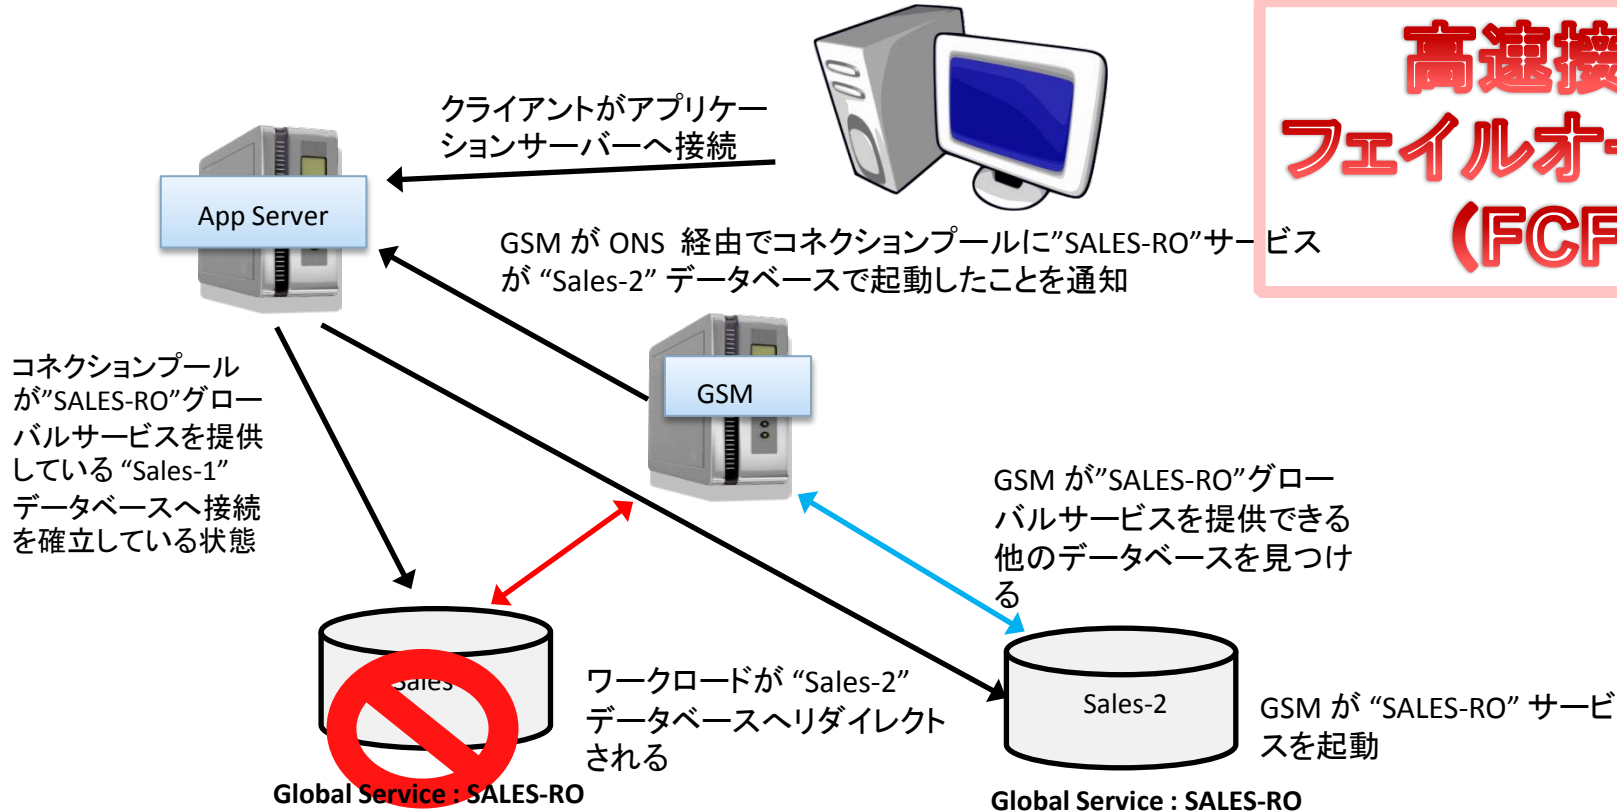 高速接
フェイルオー
(FCF
クライアントがアプリケー
ションサーバーへ接続
App Server
GSM が ONS 経由でコネクションプールに”SALES-RO”サービス
が “Sales-2” データベースで起動したことを通知
コネクションプール
が”SALES-RO”グロー
バルサービスを提供
している “Sales-1”
データベースへ接続
を確立している状態
GSM
GSM が”SALES-RO”グロー
バルサービスを提供できる
他のデータベースを見つけ
る
Sales
ワークロードが “Sales-2”
データベースへリダイレクト
される
Sales-2
GSM が “SALES-RO” サービ
スを起動
Global Service : SALES-RO
Global Service : SALES-RO